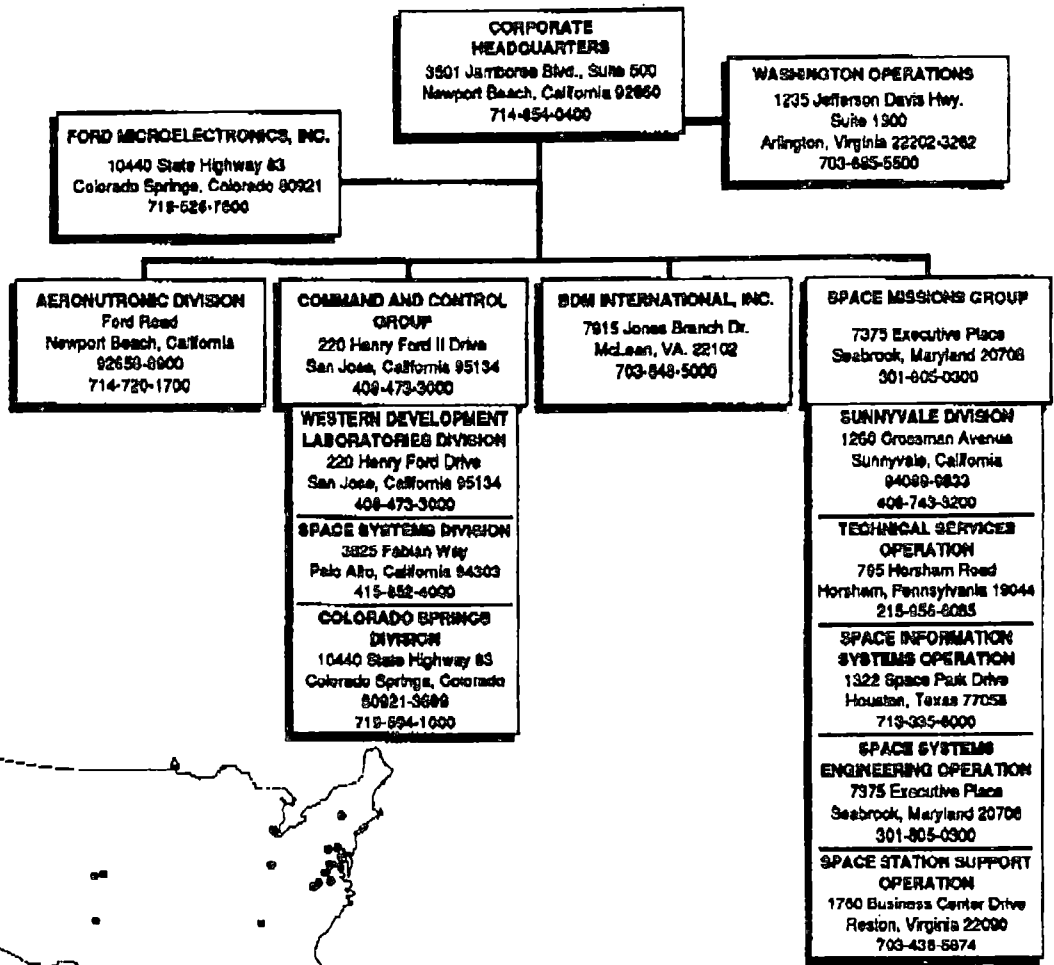 CORPORATE
HEADQUARTERS
3501 Jamboree Blvd., Suite 500
Newport Beach, California 92660
714-854-0400
WASHINGTON OPERATIONS
1235 Jefferson Davis Hwy.
Suite 1300
Arlington, Virginia 22202-3262
703-685-5500
FORD MICROELECTRONICS, INC.
10440 State Highway 83
Colorado Springs, Colorado 80921
719-528-7600
AERONUTRONIC DIVISION
Ford Road
Newport Beach, California
92658-8900
714-720-1700
COMMAND AND CONTROL
GROUP
220 Henry Ford II Drive
San Jose, California 95134
408-473-3000
WESTERN DEVELOPMENT
LABORATORIES DIVISION
220 Henry Ford Drive
San Jose, California 95134
408-473-3000
SPACE SYSTEMS DIVISION
3825 Fabian Way
Palo Alto, California 94303
415-852-4000
COLORADO SPRINGS
DIVISION
10440 State Highway 83
Colorado Springs, Colorado
80921-3699
719-594-1000
BDM INTERNATIONAL, INC.
7915 Jones Branch Dr.
McLean, VA. 22102
703-848-5000
SPACE MISSIONS GROUP
7375 Executive Place
Seabrook, Maryland 20706
301-805-0300
SUNNYVALE DIVISION
1260 Crossman Avenue
Sunnyvale, California
94089-
408-743-3200
TECHNICAL SERVICES
OPERATION
795 Horsham Road
Horsham, Pennsylvania 19044
215-956-
SPACE INFORMATION
SYSTEMS OPERATION
1322 Space Park Drive
Houston, Texas 77058
713-335-6000
SPACE SYSTEMS
ENGINEERING OPERATION
7375 Executive Place
Seabrook, Maryland 20706
301-805-0300
SPACE STATION SUPPORT
OPERATION
1760 Business Center Drive
Reston, Virginia 22090
703-438-5874